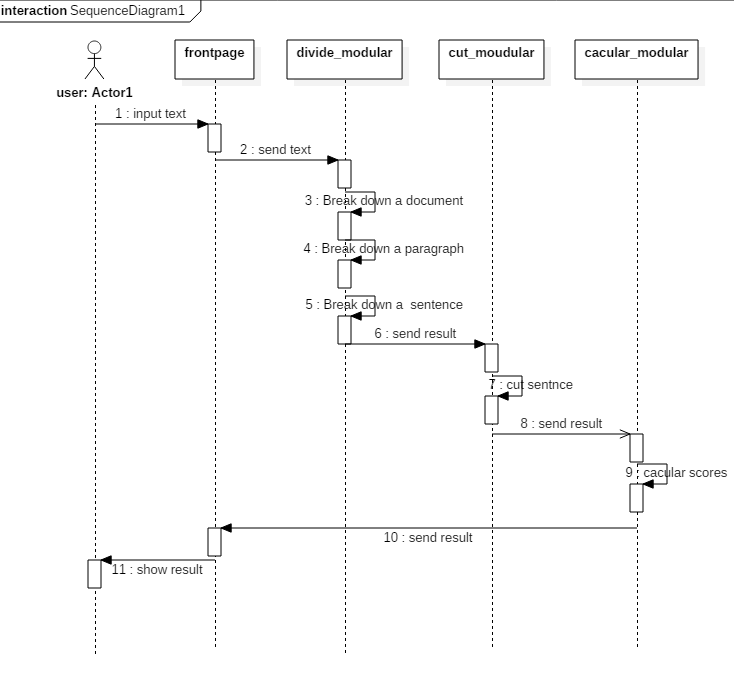 interaction SequenceDiagram1
frontpage
divide_modular
cut_moudular
cacular_modular
user: Actor1
1 : input text
2 : send text
3 : Break down a document
4 : Break down a paragraph
5 : Break down a  sentence
6 : send result
7 : cut sentnce
8 : send result
9 : cacular scores
10 : send result
11 : show result